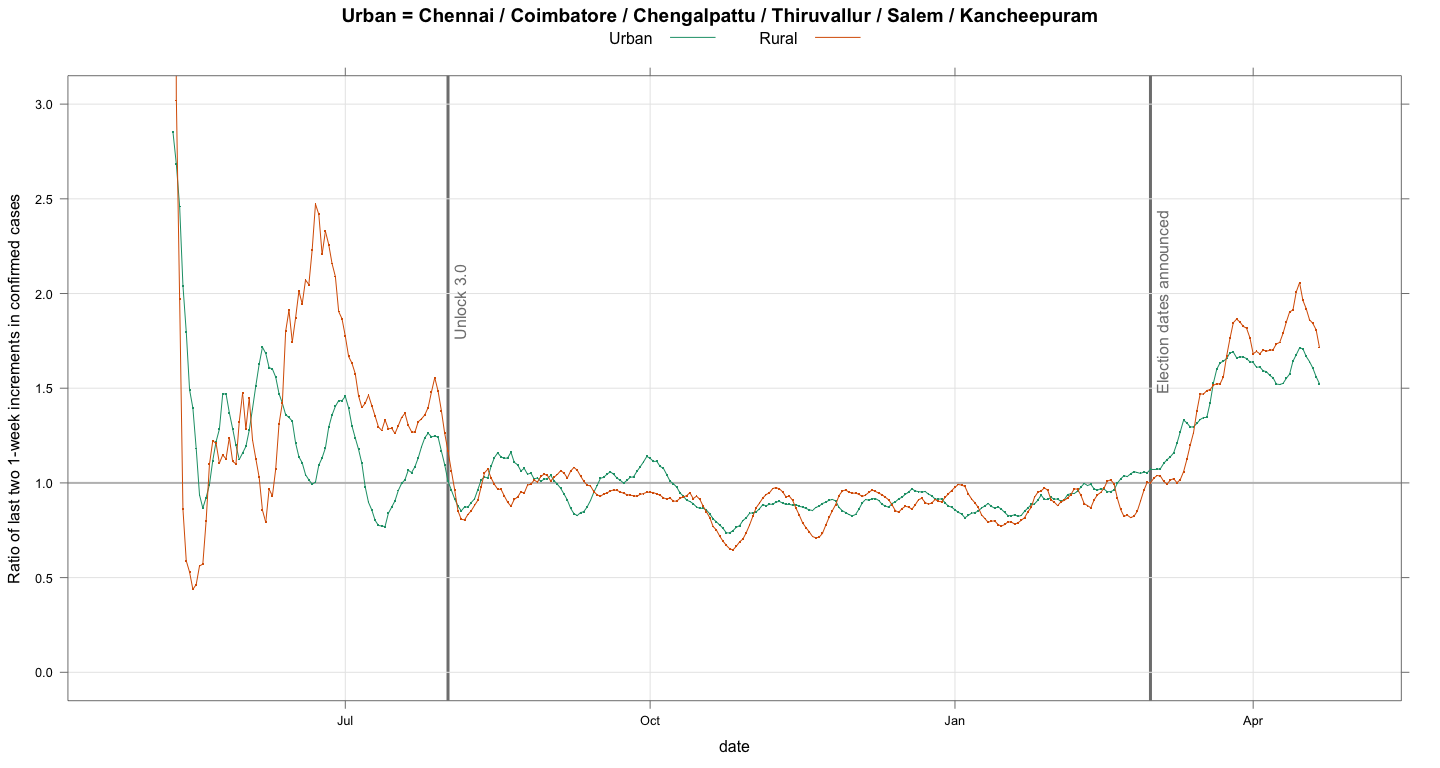 Urban = Chennai / Coimbatore / Chengalpattu / Thiruvallur / Salem / Kancheepuram
Urban
Rural
Ratio of last two 1-week increments in confirmed cases
3.0
2.5
2.0
1.5
1.0
0.5
0.0
Unlock 3.0
Election dates announced
Jul
Oct
Jan
Apr
date